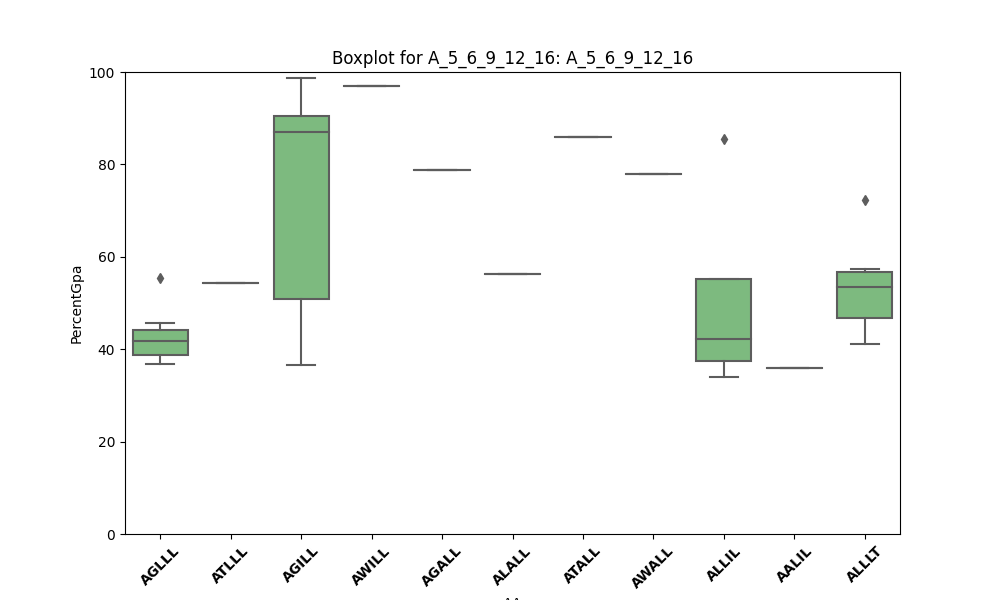 Boxplot for A_5_6_9_12_16: A_5_6_9_12_16
PercentGpa
100
80
60
40
20
0
AGLLL
ATLLL
AGILL
AWILL
AGALL
ALALL
ATALL
AWALL
ALLIL
AALIL
ALLLT